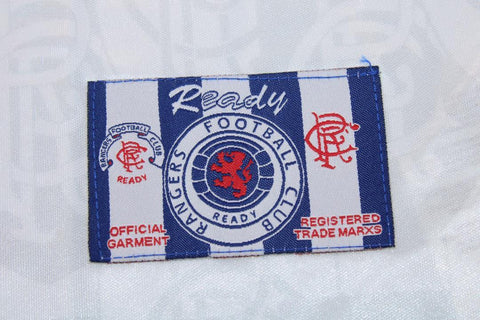 Ready
RANGERS FOOTBALL CLUB
READY
RANGERS FOOTBALL CLUB
READY
OFFICIAL
GARMENT
REGISTERED
TRADE MARXS